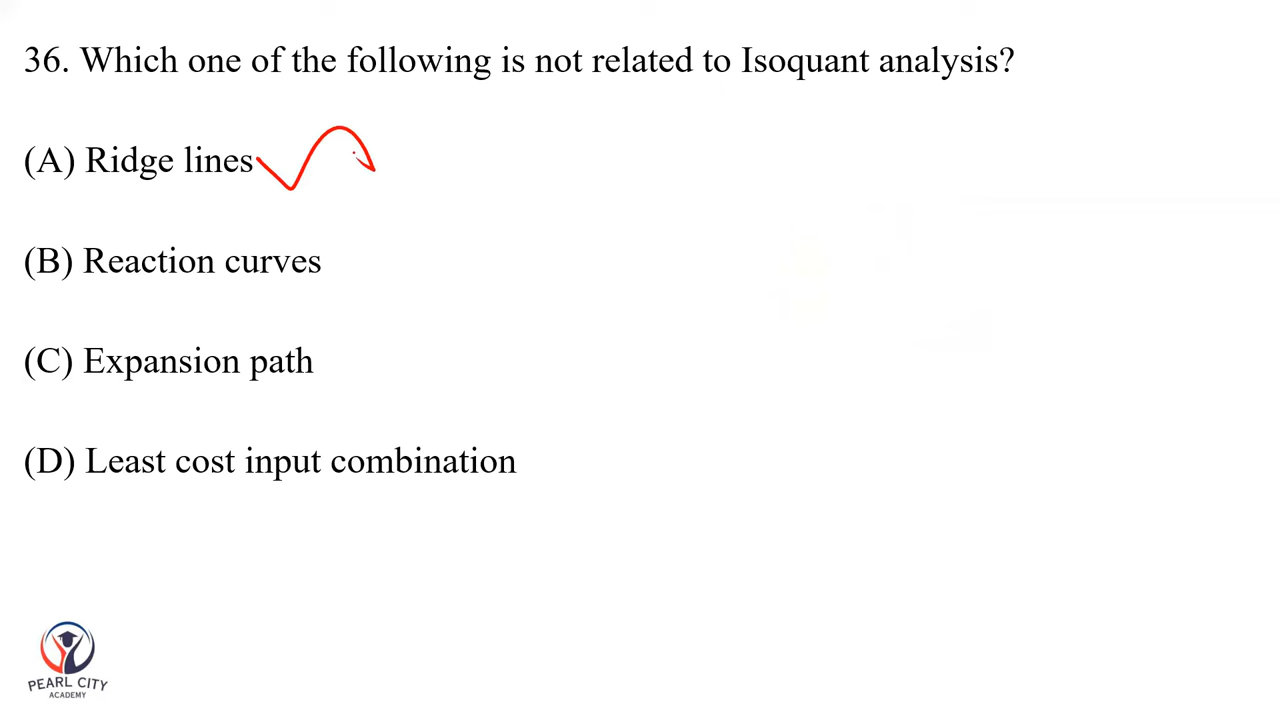 36. Which one of the following is not related to Isoquant analysis?
(A) Ridge lines
(B) Reaction curves
(C) Expansion path
(D) Least cost input combination
PEARL CITY
ACADEMY